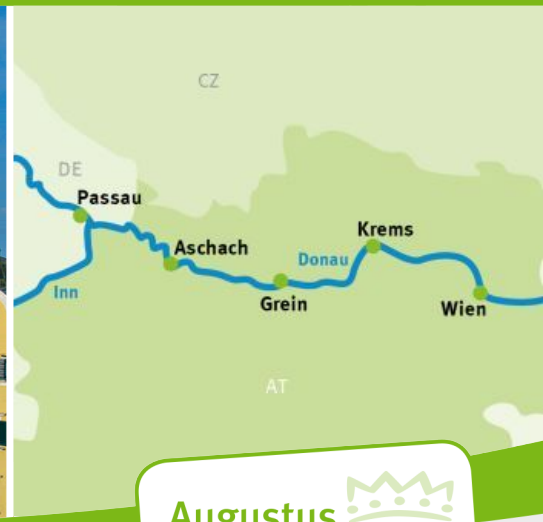 CZ
DE
Passau
Krems
Aschach
Donau
Inn
Grein
Wien
AT
Augustus